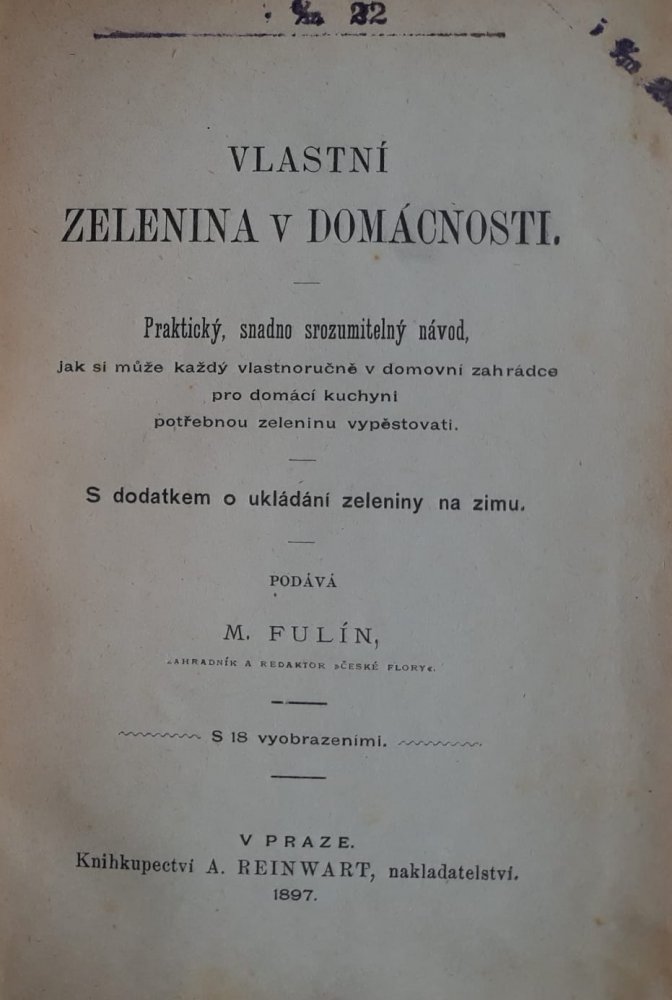 22
VLASTNÍ
ZELENINA V DOMÁCNOSTI.
Praktický, snadno srozumitelný návod,
jak si může každý vlastnoručně v domovní zahrádce
pro domácí kuchyni
potřebnou zeleninu vypěstovati.
S dodatkem o ukládání zeleniny na zimu.
PODÁVÁ
M. FULÍN,
ZAHRADNÍK A REDAKTOR »ČESKÉ FLORY«.
S 18 vyobrazeními.
V PRAZE.
Knihkupectví A. REINWART, nakladatelství.
1897.